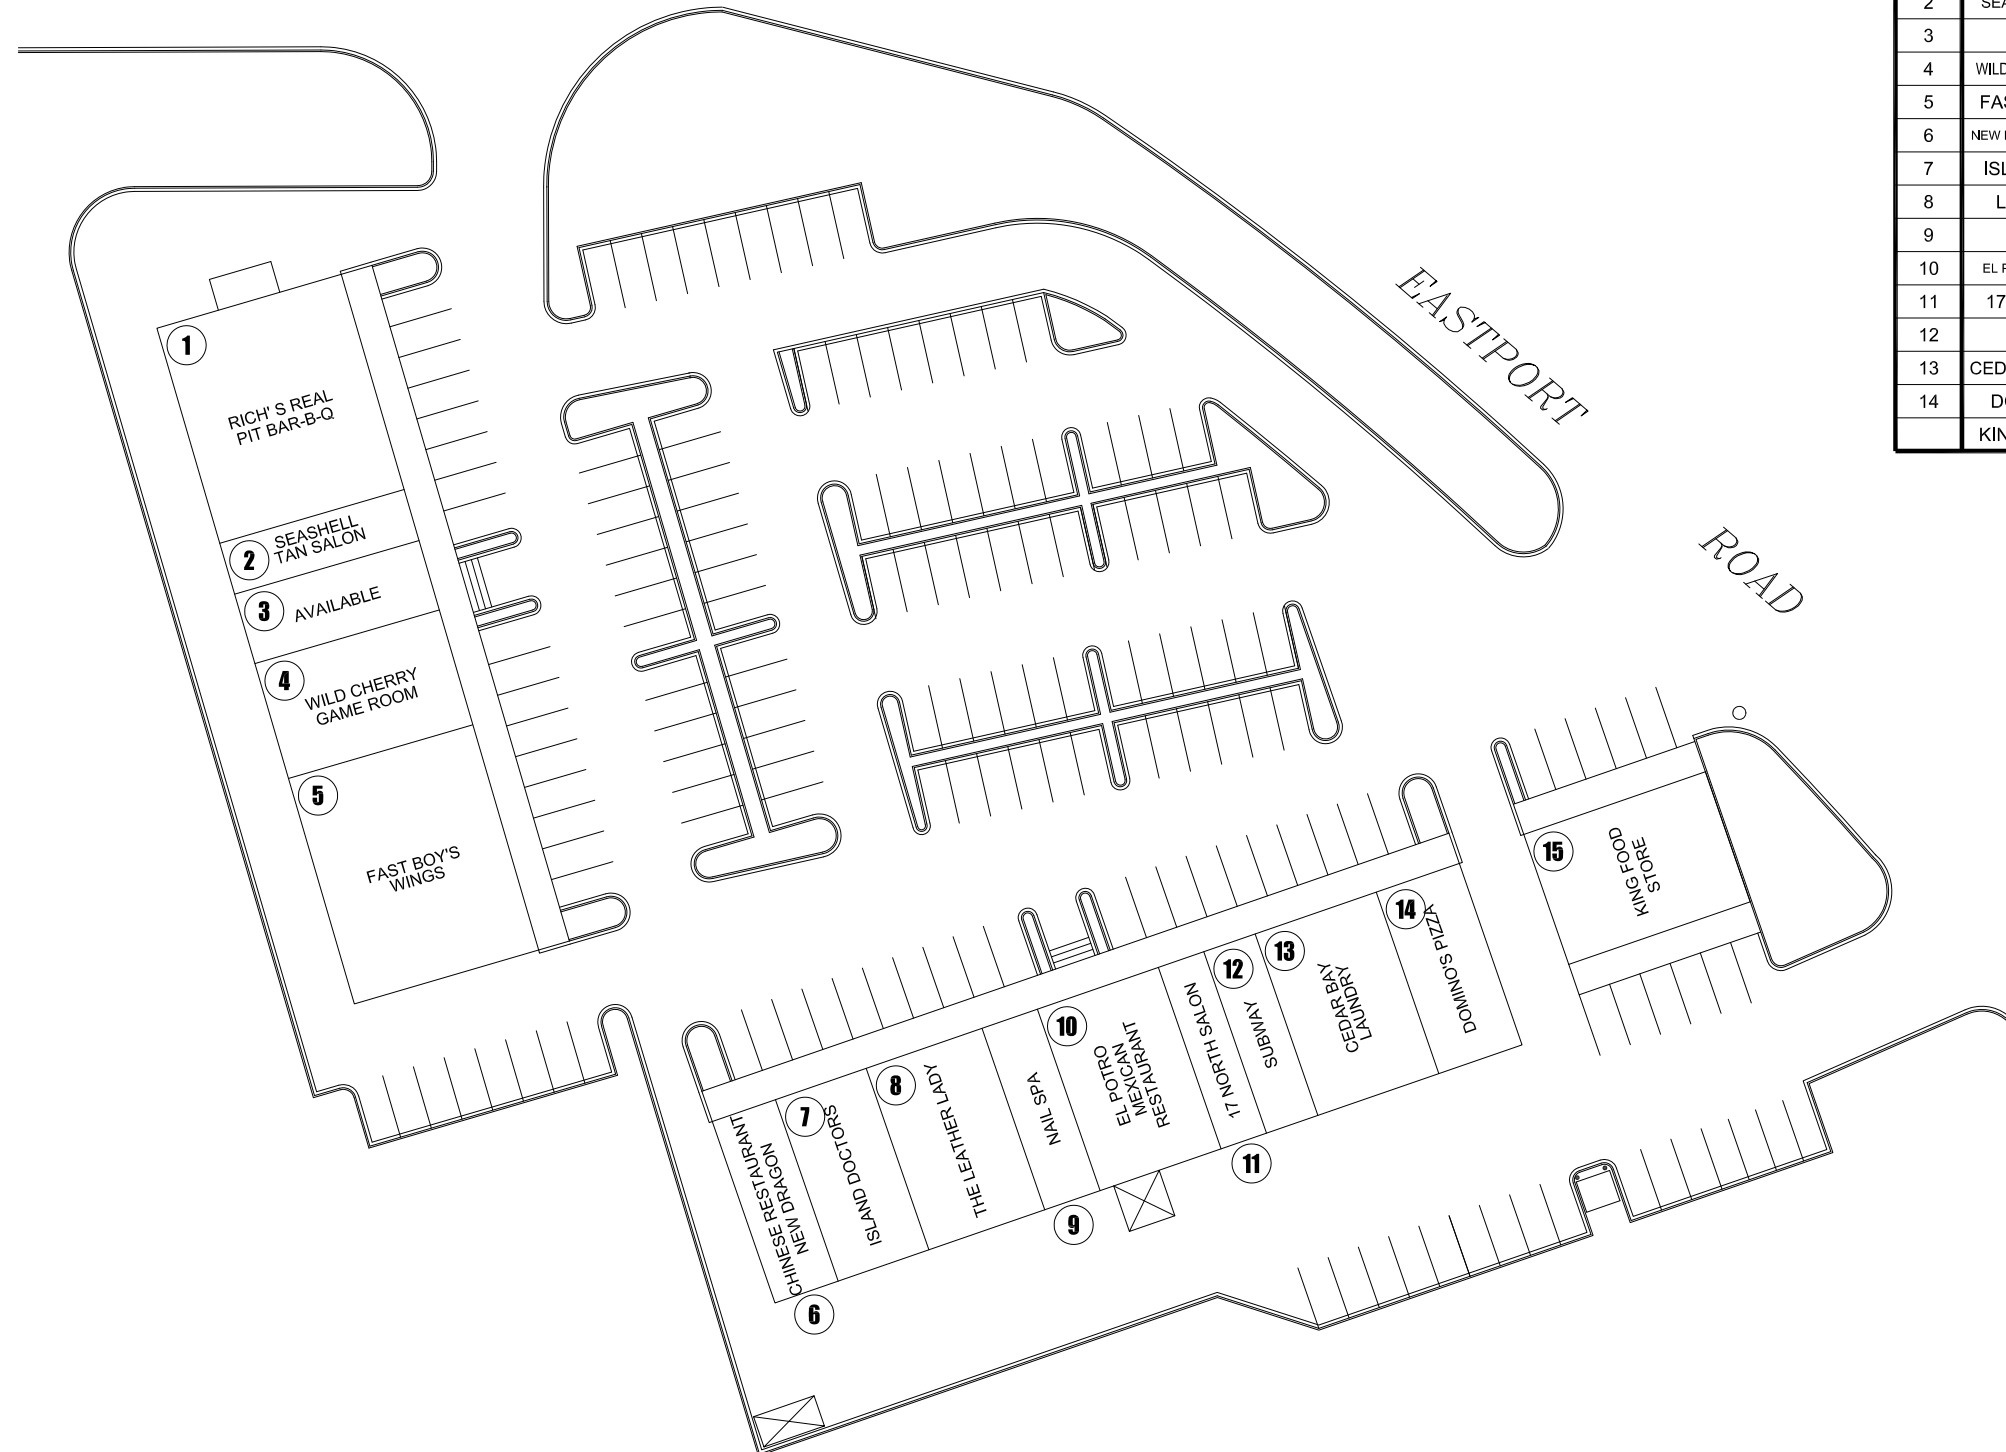 1
RICH' S REAL
PIT BAR-B-Q
2
SEASHELL
TAN SALON
3
AVAILABLE
4
WILD CHERRY
GAME ROOM
5
FAST BOY'S
WINGS
6
CHINESE RESTAURANT
NEW DRAGON
7
ISLAND DOCTORS
8
THE LEATHER LADY
9
NAIL SPA
10
EL POTRO
MEXICAN
RESTAURANT
11
17 NORTH SALON
12
SUBWAY
13
CEDAR BAY
LAUNDRY
14
DOMINO'S PIZZA
15
KING FOOD
STORE
EASTPORT
ROAD
2 SEA
3
4 WILD
5 FAS
6 NEW
7 ISL
8 L
9
10 EL
11 17
12
13 CED
14 DO
KIN